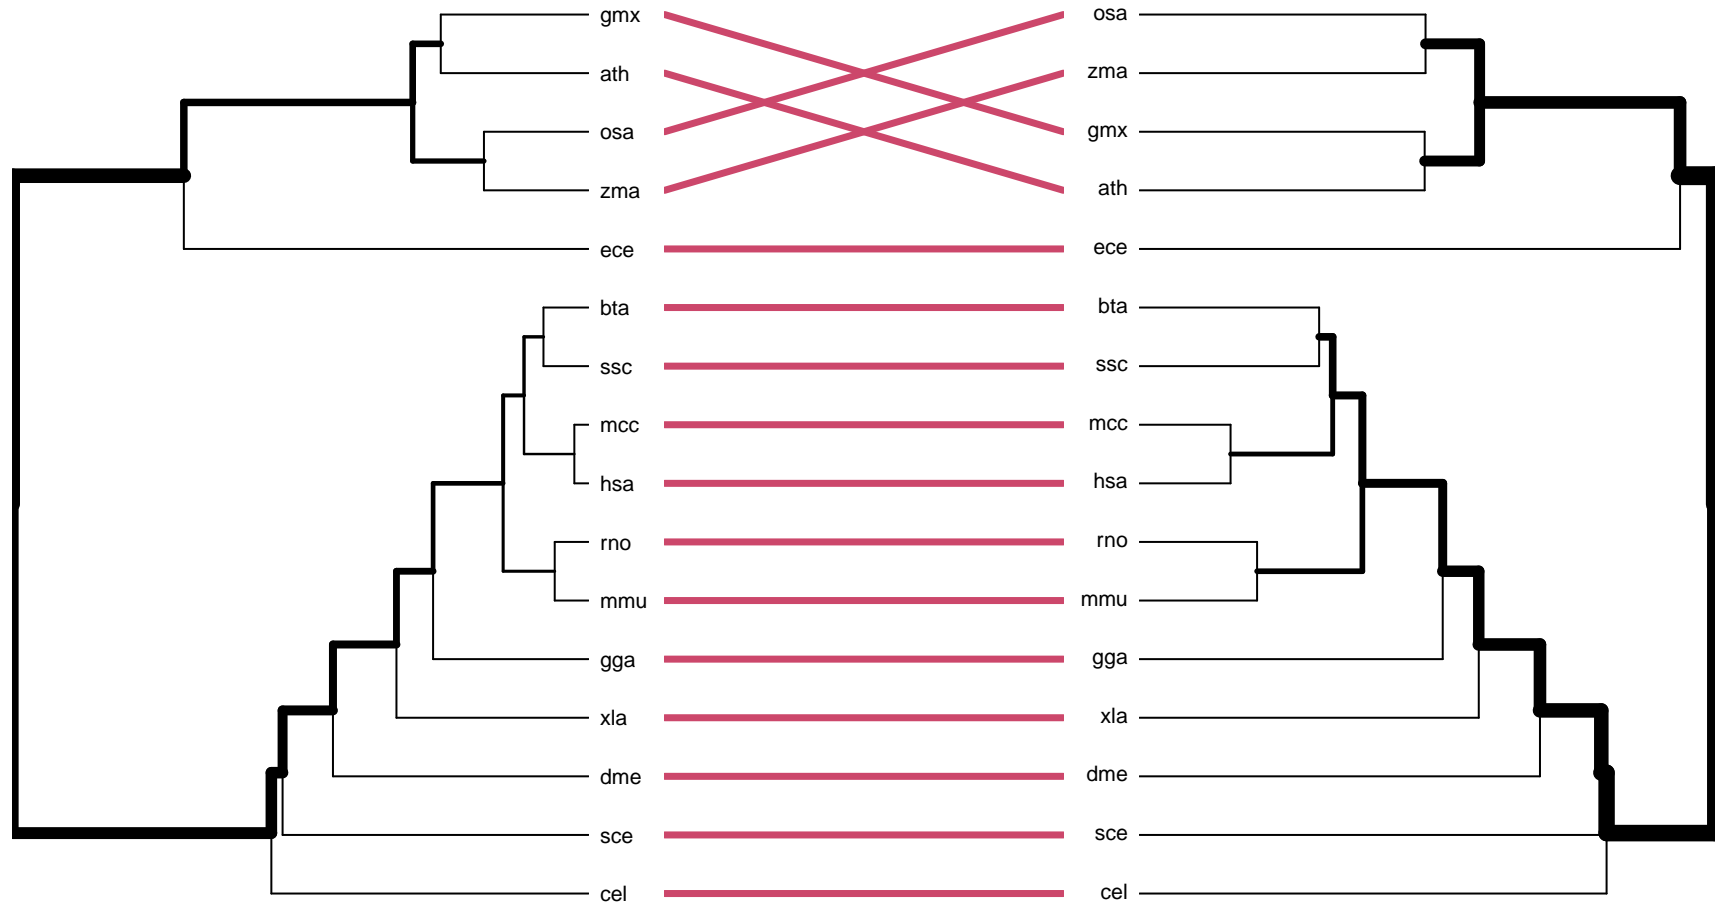 gmx osa
ath zma
osa gmx
zma ath
ece ece
bta bta
ssc ssc
mcc mcc
hsa hsa
rno rno
mmu mmu
gga gga
xla xla
dme dme
sce sce
cel cel